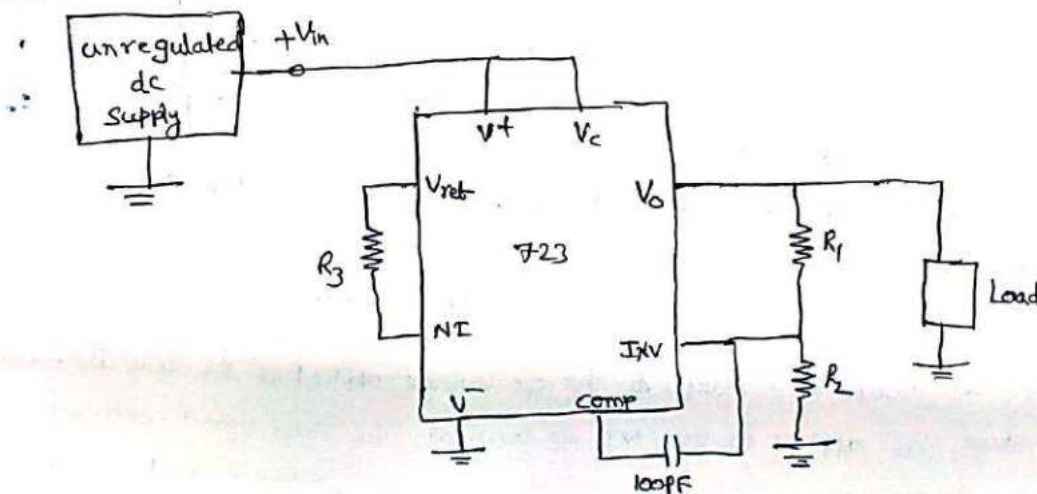 unregulated
dc
supply
+Vin
V+
Vc
Vref
Vo
R1
R3
723
Load
NI
INV
R2
V-
comp
100PF